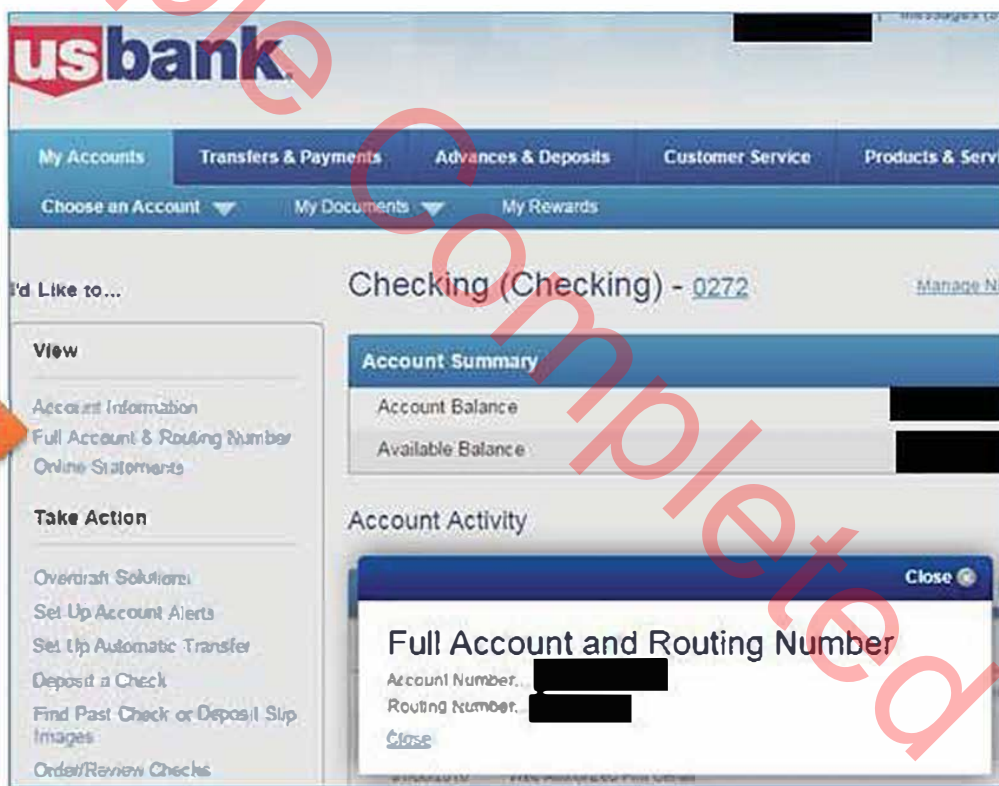 usbank
My Accounts Transfers & Payments Advances & Deposits Customer Service Products & Servi
Choose an Account My Documents My Rewards
I'd Like to...
Checking (Checking) - 0272
Manage N
View
Account Information
Full Account & Routing Number
Online Statements
Account Summary
Account Balance
Available Balance
Take Action
Overdraft Solutions
Set Up Account Alerts
Set Up Automatic Transfer
Deposit a Check
Find Past Check or Deposit Slip
Images
Order/Review Checks
Account Activity
Close
Full Account and Routing Number
Account Number...
Routing Number...
Close
ple Completed